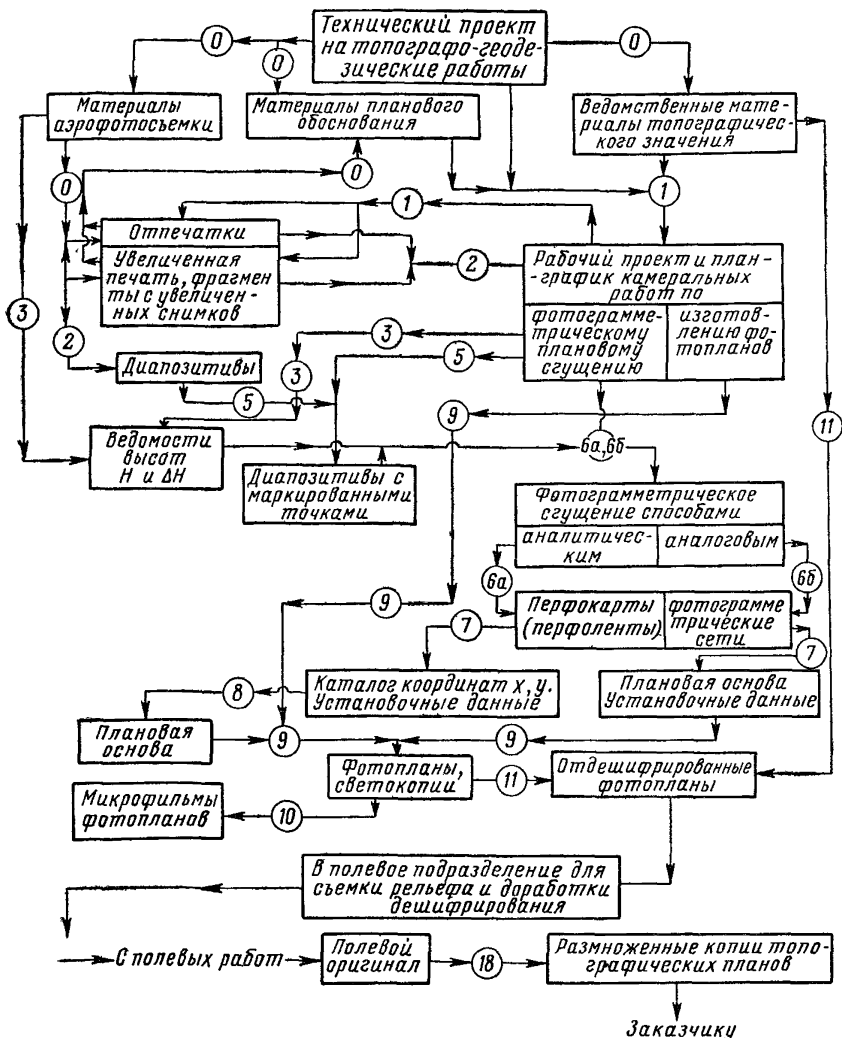 Технический проект
на топографо-геоде-
зические работы
0
0
0
Материалы
аэрофотосъемки
Материалы планового
обоснования
Ведомственные мате-
риалы топографичес-
кого значения
0
0
1
1
Отпечатки
Увеличенная
печать, фрагмен-
ты с увеличен-
ных снимков
2
Рабочий проект и план-
-график камеральных
работ по
фотограмме-
трическому
плановому
сгущению
изготов-
лению фо-
топланов
3
3
3
2
5
Диапозитивы
5
9
11
Ведомости
высот
Н и ΔН
6а,6б
Диапозитивы с
маркированными
точками
Фотограмметрическое
сгущение способами
аналитичес-
ким
аналоговым
6а
6б
9
Перфокарты
(перфоленты)
фотограмме-
трические
сети
7
7
8
Каталог координат х, у.
Установочные данные
Плановая основа
Установочные данные
Плановая
основа
9
9
Фотопланы,
светокопии
11
Отдешифрированные
фотопланы
Микрофильмы
фотопланов
10
В полевое подразделение для
съемки рельефа и доработки
дешифрирования
С полевых работ
Полевой
оригинал
18
Размноженные копии топо-
графических планов
Заказчику